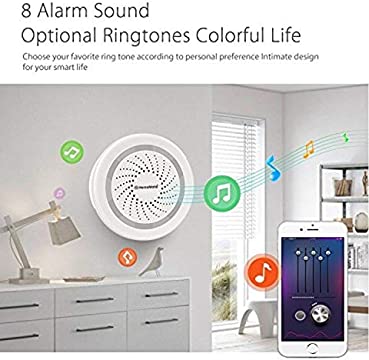 8 Alarm Sound
Optional Ringtones Colorful Life
Choose your favorite ring tone according to personal preference Intimate design
for your smart life